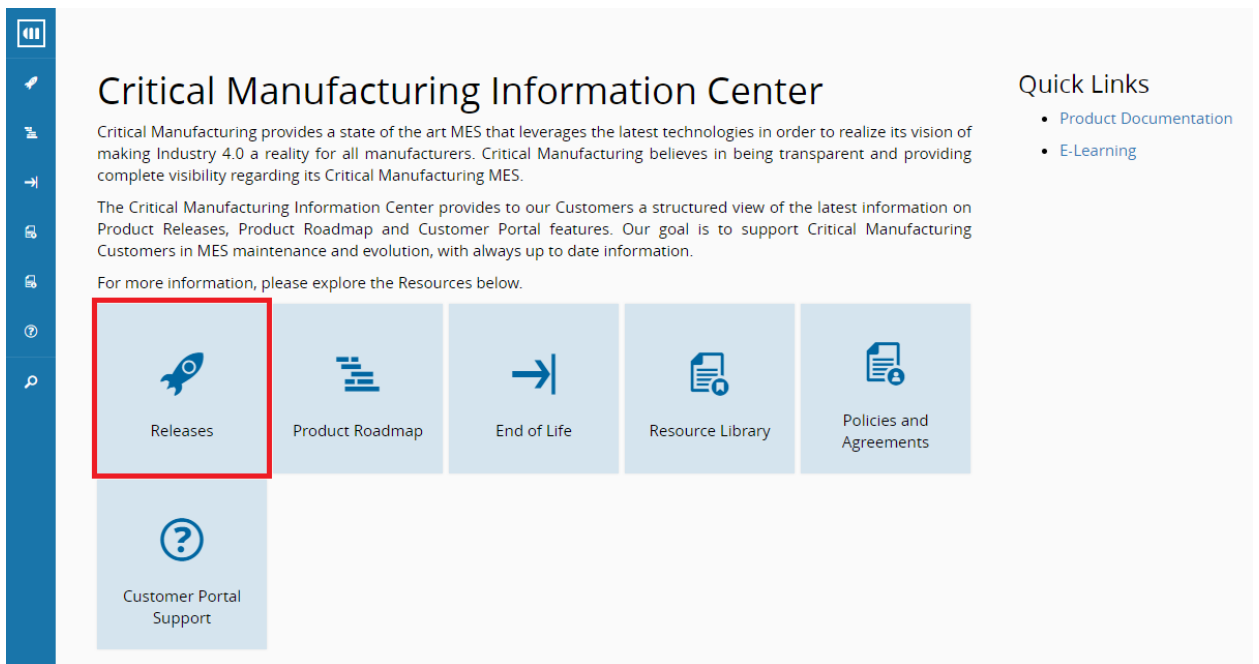 Critical Manufacturing Information Center
Critical Manufacturing provides a state of the art MES that leverages the latest technologies in order to realize its vision of
making Industry 4.0 a reality for all manufacturers. Critical Manufacturing believes in being transparent and providing
complete visibility regarding its Critical Manufacturing MES.
The Critical Manufacturing Information Center provides to our Customers a structured view of the latest information on
Product Releases, Product Roadmap and Customer Portal features. Our goal is to support Critical Manufacturing
Customers in MES maintenance and evolution, with always up to date information.
For more information, please explore the Resources below.
Releases
Product Roadmap
End of Life
Resource Library
Policies and
Agreements
Customer Portal
Support
Quick Links
Product Documentation
E-Learning